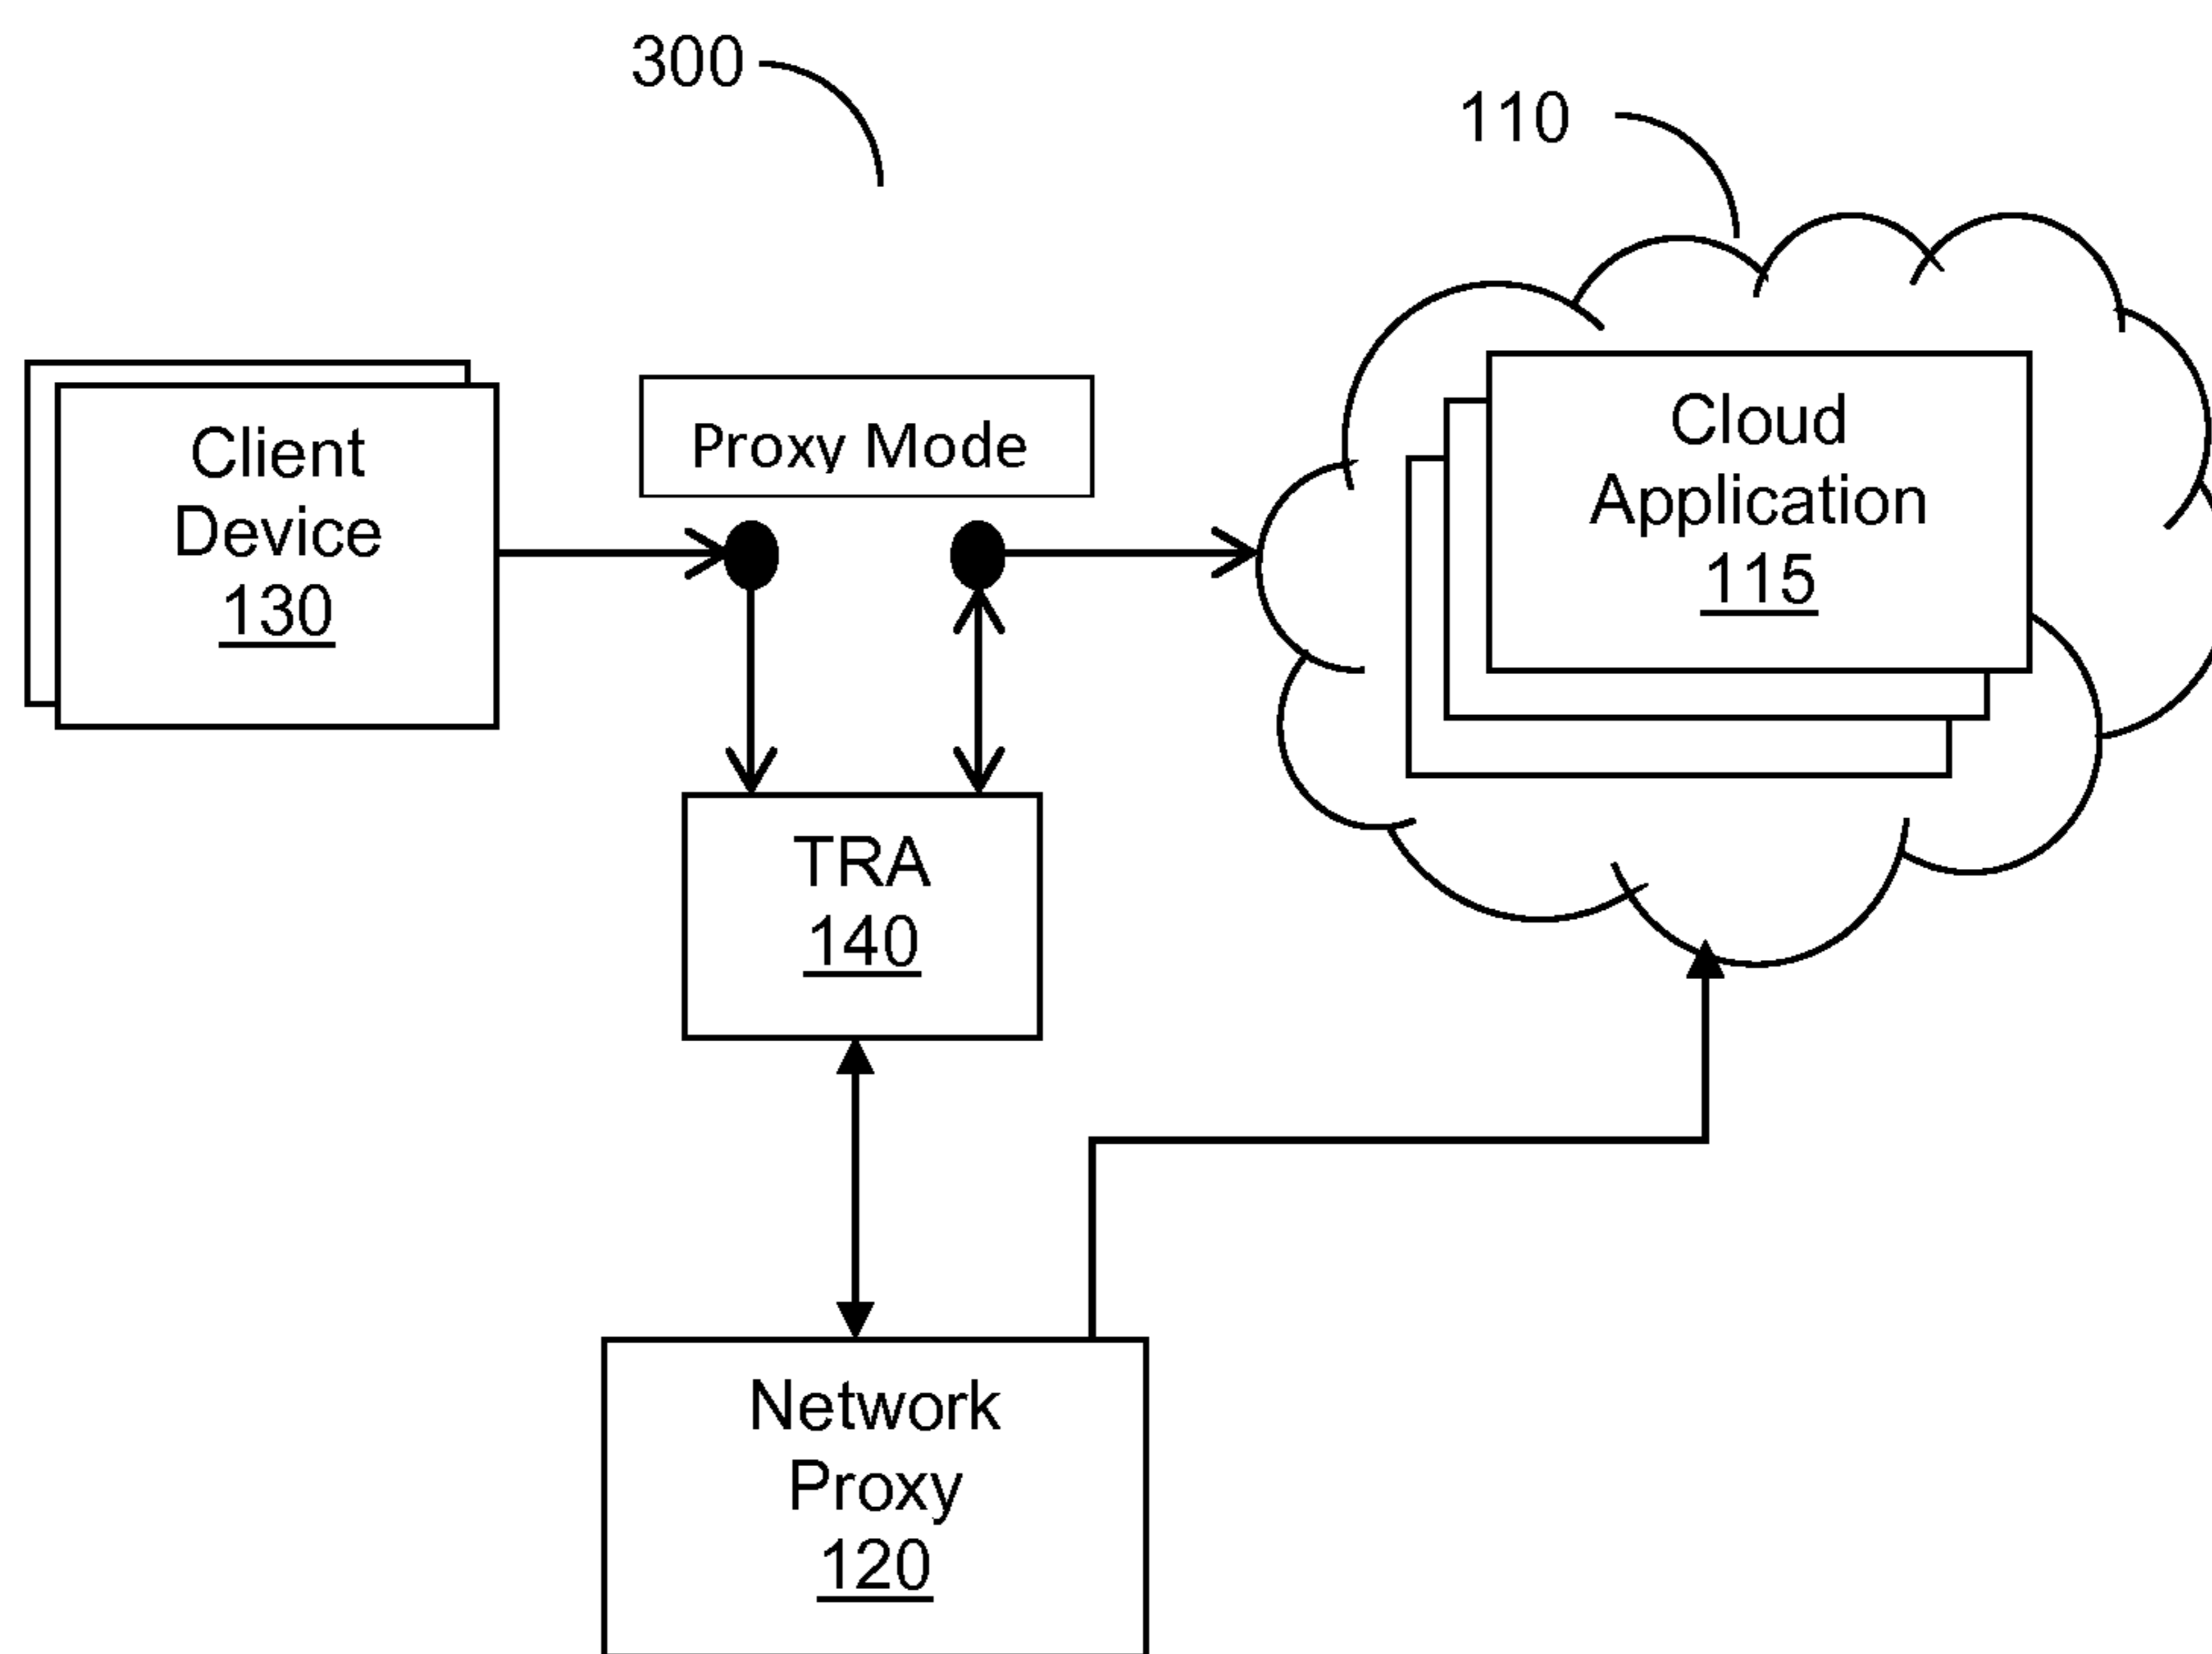 300
110
Client
Device
130
Proxy Mode
Cloud
Application
115
TRA
140
Network
Proxy
120